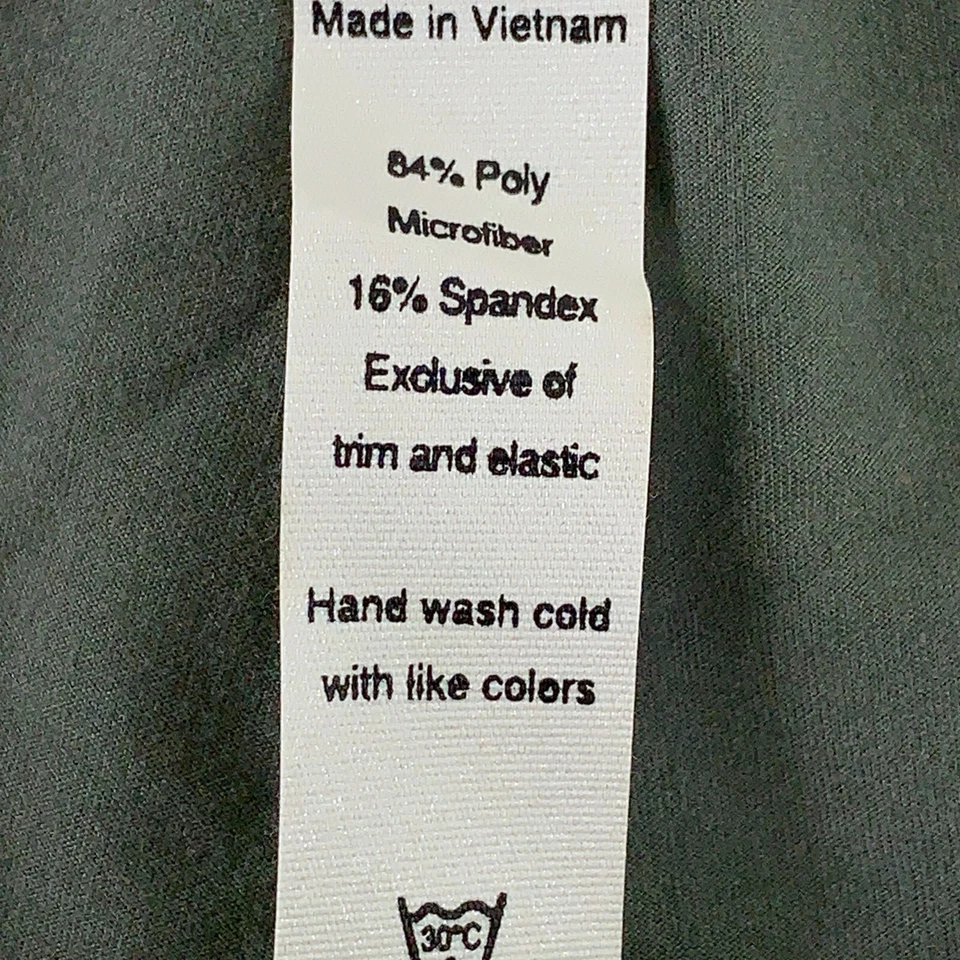 Made in Vietnam
84% Poly
Microfiber
16% Spandex
Exclusive of
trim and elastic
Hand wash cold
with like colors
30°C